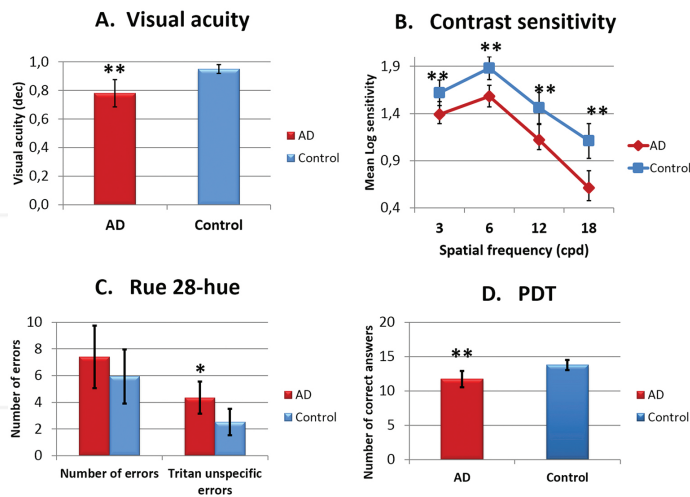 A. Visual acuity
Visual acuity (dec)
1,0
0,8
0,6
0,4
0,2
0,0
**
AD
Control
AD
Control
B. Contrast sensitivity
Mean Log sensitivity
1,9
1,4
0,9
0,4
**
**
**
**
3 6 12 18
Spatial frequency (cpd)
AD
Control
C. Rue 28-hue
Number of errors
10
8
6
4
2
0
*
Number of errors
Tritan unspecific
errors
AD
Control
D. PDT
Number of correct answers
20
15
10
5
0
**
AD
Control
AD
Control